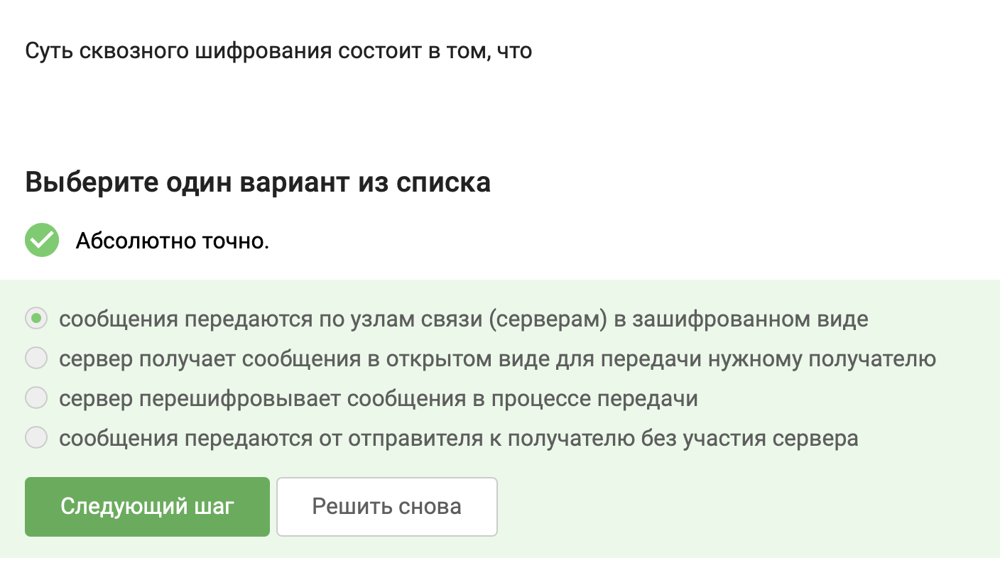 Суть сквозного шифрования состоит в том, что
Выберите один вариант из списка
Абсолютно точно.
сообщения передаются по узлам связи (серверам) в зашифрованном виде
сервер получает сообщения в открытом виде для передачи нужному получателю
сервер перешифровывает сообщения в процессе передачи
сообщения передаются от отправителя к получателю без участия сервера
Следующий шаг
Решить снова